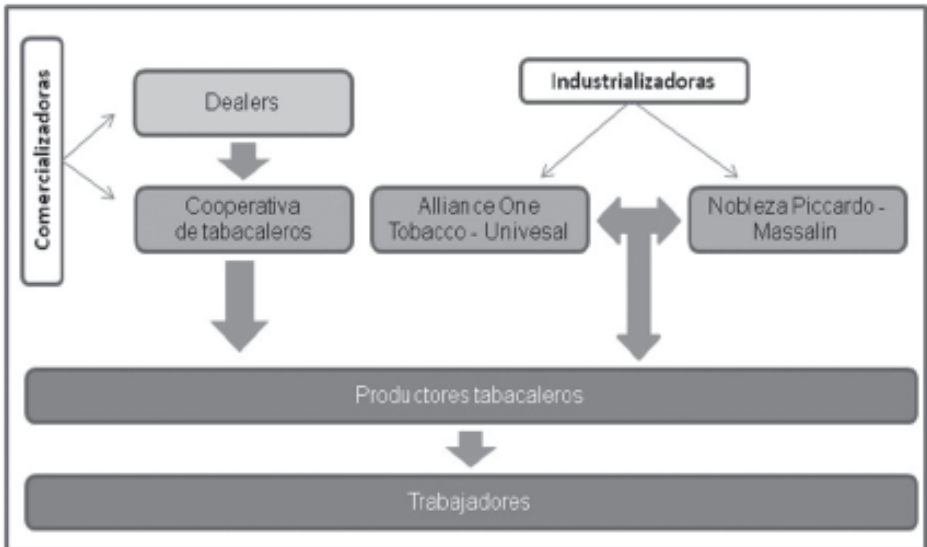 Comercializadoras
Dealers
Industrializadoras
Cooperativa
de tabacaleros
Alliance One
Tobacco - Univesal
Nobleza Piccardo -
Massalin
Productores tabacaleros
Trabajadores